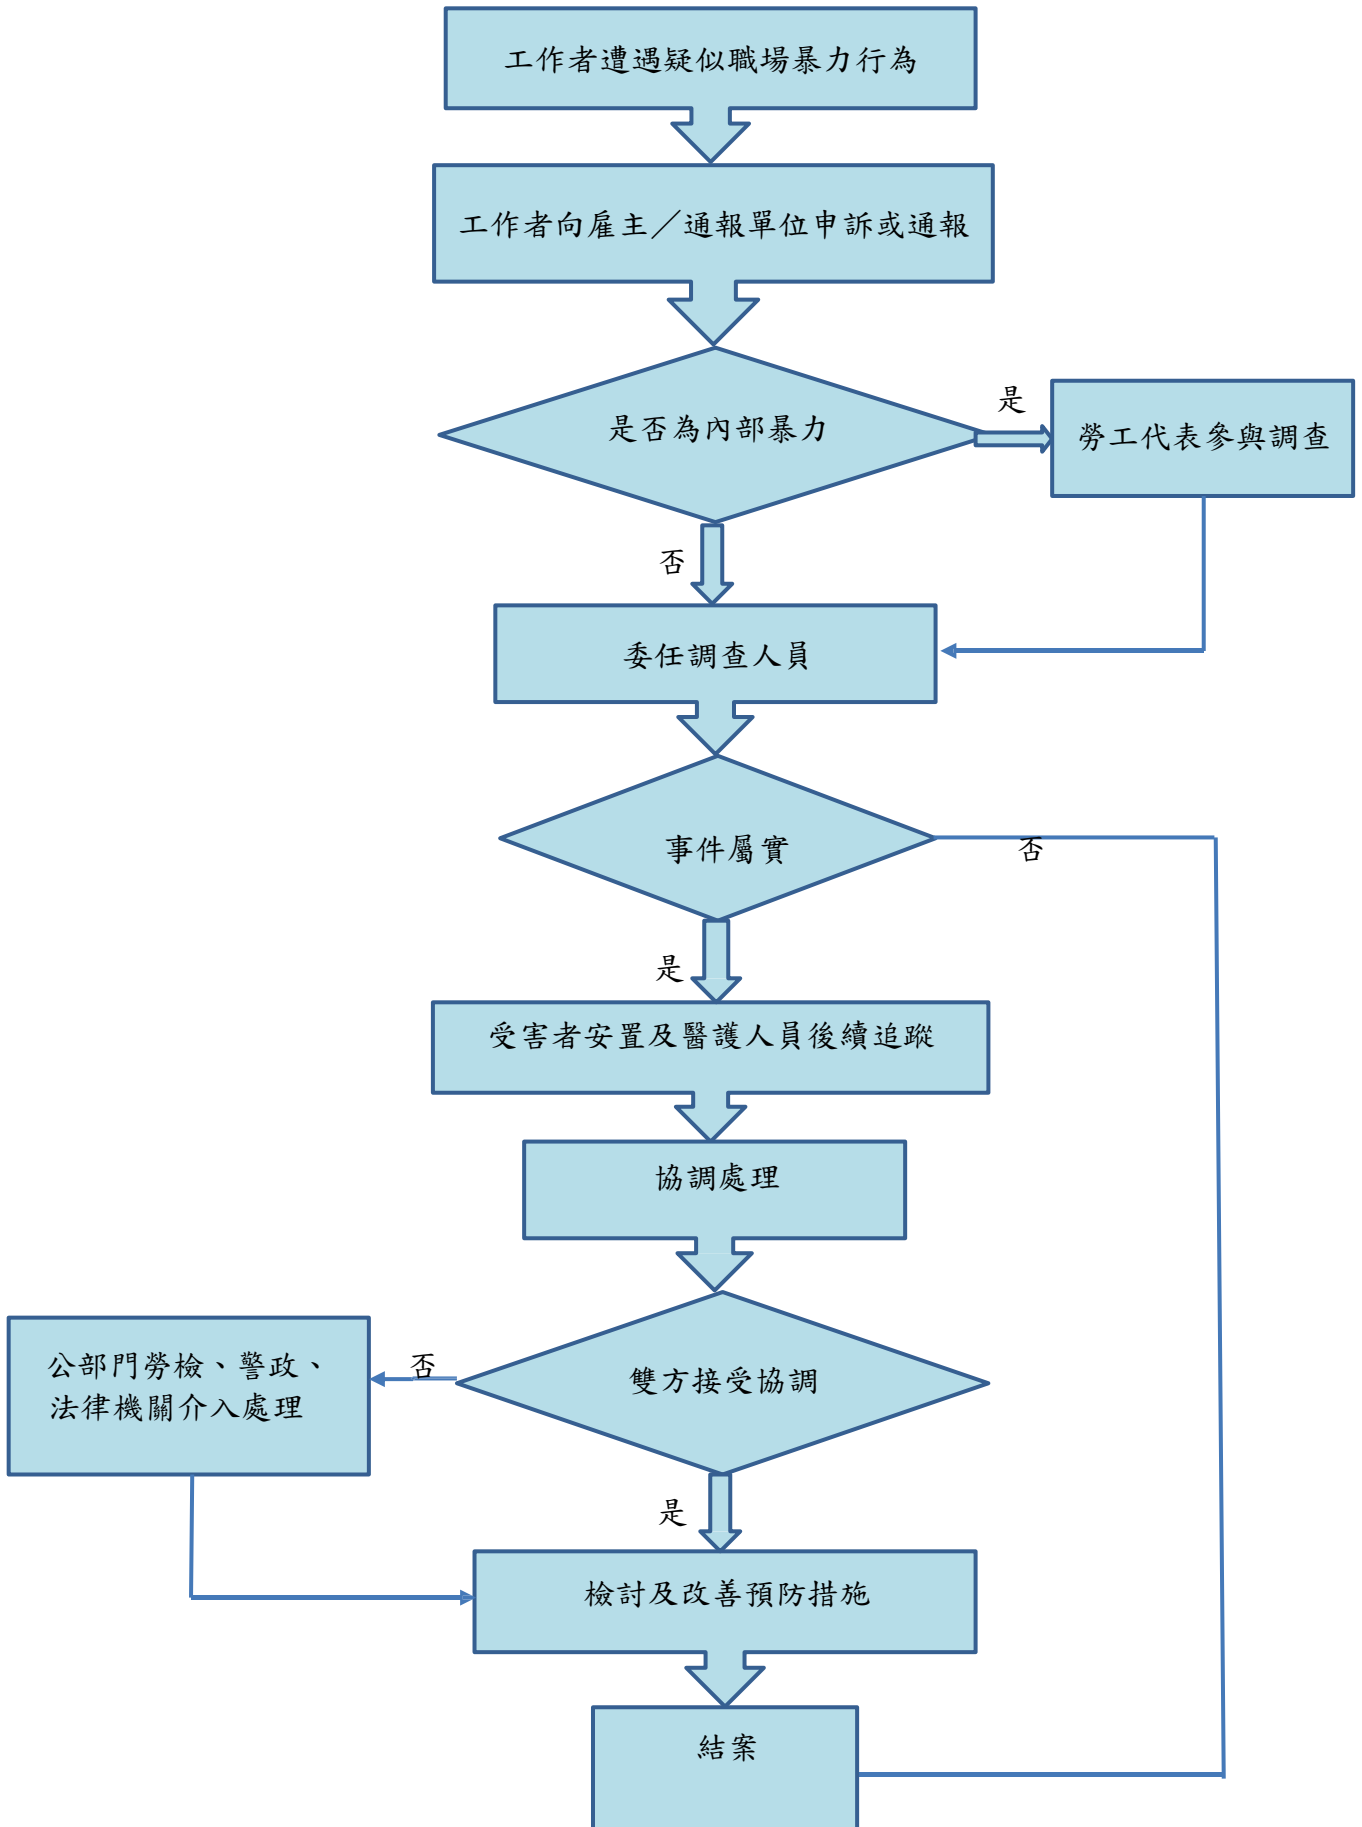 工作者遭遇疑似職場暴力行為
工作者向雇主／通報單位申訴或通報
是否為內部暴力
是
勞工代表參與調查
否
委任調查人員
事件屬實
否
是
受害者安置及醫護人員後續追蹤
協調處理
雙方接受協調
否
公部門勞檢、警政、
法律機關介入處理
是
檢討及改善預防措施
結案